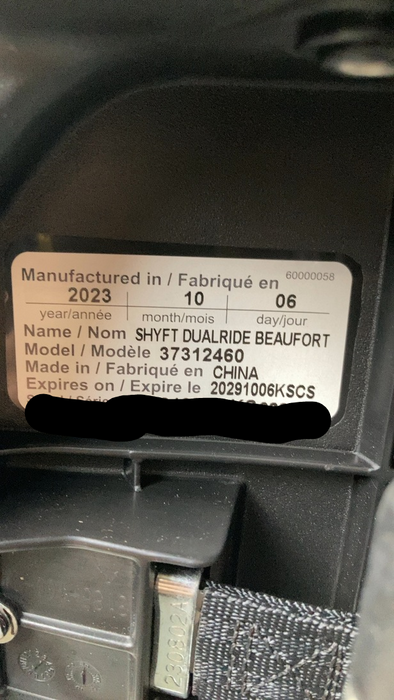 Manufactured in / Fabriqué en 60000058
2023 10 06
year/année month/mois day/jour
Name / Nom SHYFT DUALRIDE BEAUFORT
Model / Modèle 37312460
Made in / Fabriqué en CHINA
Expires on / Expire le 20291006KSCS